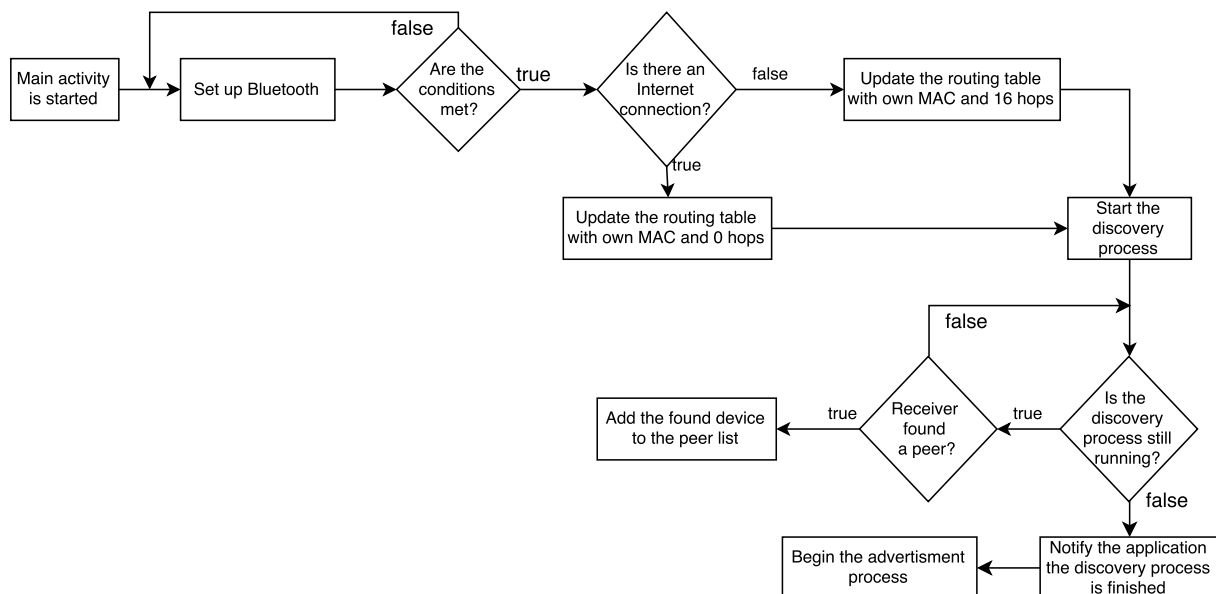 false
Main activity
is started
Set up Bluetooth
Are the
conditions
met?
true
Is there an
Internet
connection?
false
Update the routing table
with own MAC and 16 hops
true
Update the routing table
with own MAC and 0 hops
Start the
discovery
process
false
Add the found device
to the peer list
true
Receiver
found
a peer?
true
Is the
discovery
process still
running?
false
Begin the advertisment
process
Notify the application
the discovery process
is finished